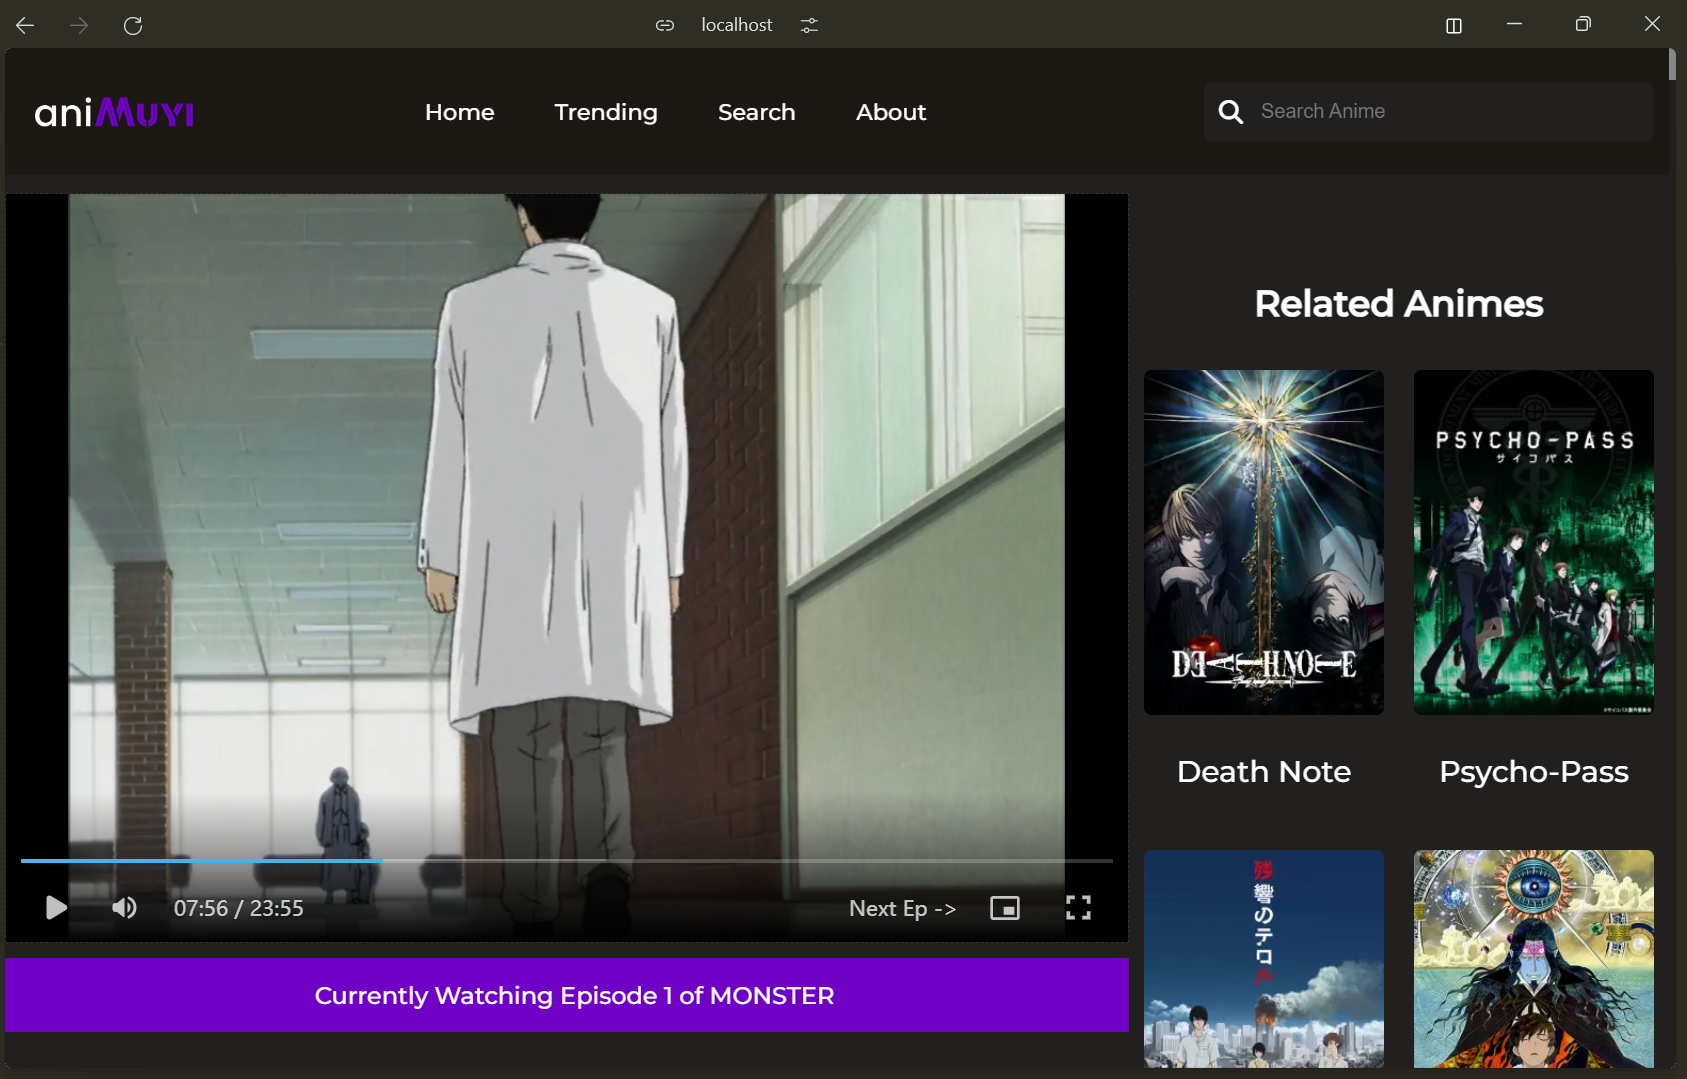 localhost
aniMUVI
Home
Trending
Search
About
Search Anime
Related Animes
PSYCHO-PASS
サイコパス
DEATH NOTE
Death Note
Psycho-Pass
残響のテロル
07:56 / 23:55
Next Ep ->
Currently Watching Episode 1 of MONSTER